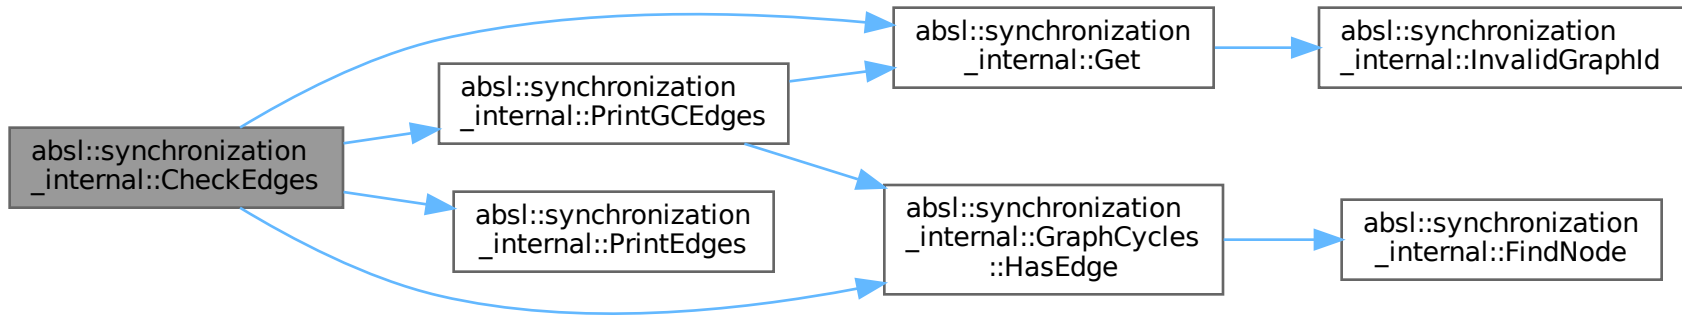 absl::synchronization
_internal::CheckEdges
absl::synchronization
_internal::PrintGCEdges
absl::synchronization
_internal::PrintEdges
absl::synchronization
_internal::Get
absl::synchronization
_internal::GraphCycles
::HasEdge
absl::synchronization
_internal::InvalidGraphId
absl::synchronization
_internal::FindNode